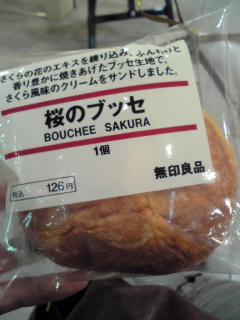 さくらの花のエキスを練り込み、ふんわりと
香り豊かに焼きあげたブッセ生地で、
さくら風味のクリームをサンドしました。
桜のブッセ
BOUCHEE SAKURA
1個
無印良品
税込 126円